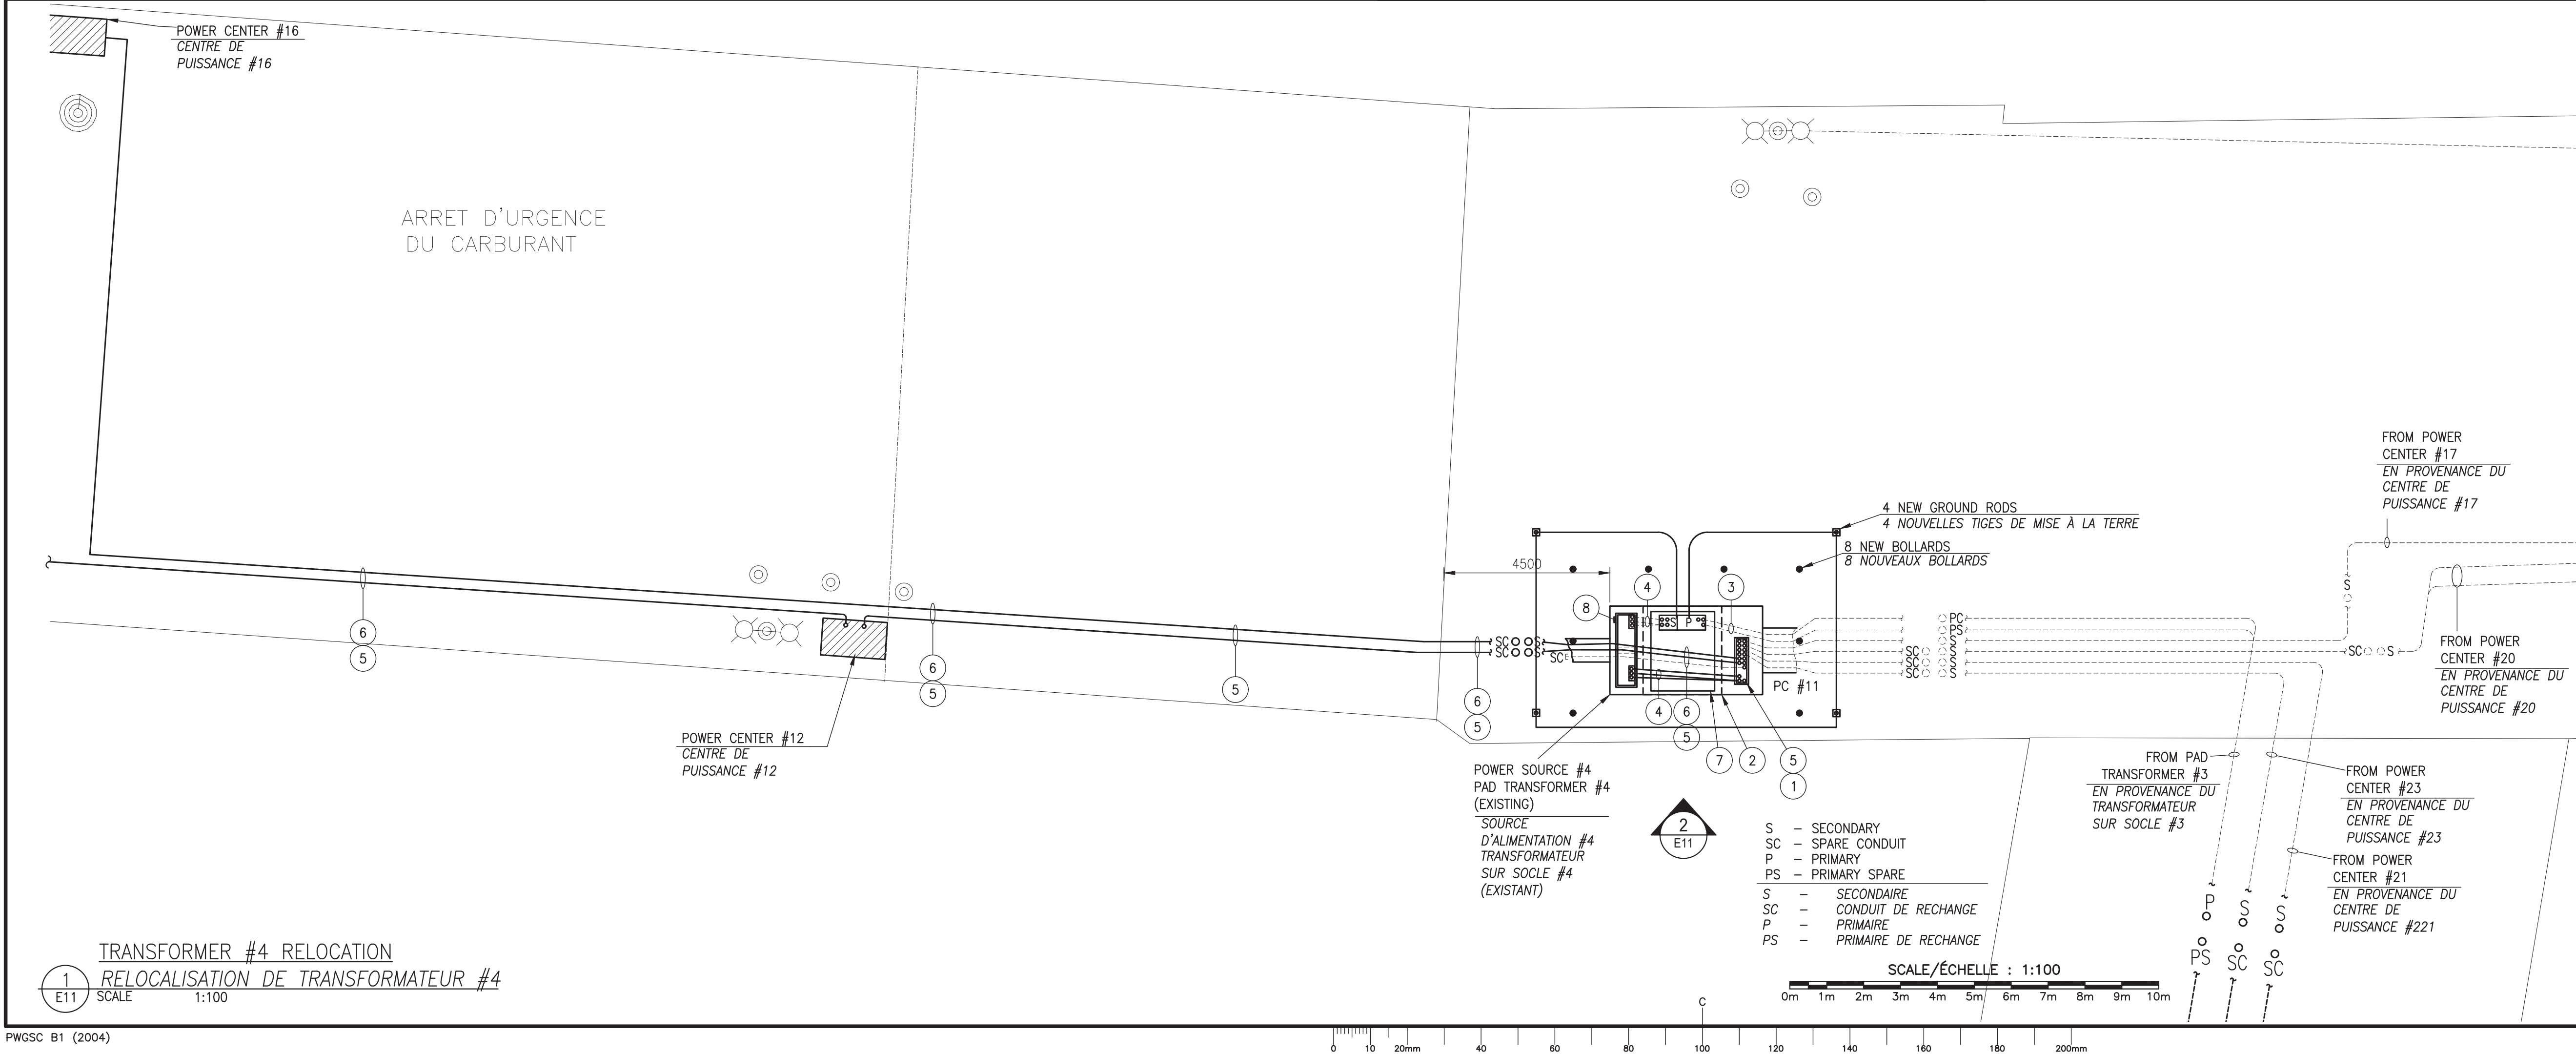 POWER CENTER #16
CENTRE DE
PUISSANCE #16
ARRET D'URGENCE
DU CARBURANT
FROM POWER
CENTER #17
EN PROVENANCE DU
CENTRE DE
PUISSANCE #17
4 NEW GROUND RODS
4 NOUVELLES TIGES DE MISE À LA TERRE
8 NEW BOLLARDS
8 NOUVEAUX BOLLARDS
4500
4
3
8
S
P
S
PC
PS
S
SC
S
SC
S
SC
S
SC
S
SC
S
SC
S
SC
PC #11
6
5
6
5
5
6
5
4
6
5
7
2
5
1
FROM POWER
CENTER #20
EN PROVENANCE DU
CENTRE DE
PUISSANCE #20
POWER CENTER #12
CENTRE DE
PUISSANCE #12
POWER SOURCE #4
PAD TRANSFORMER #4
(EXISTING)
SOURCE
D'ALIMENTATION #4
TRANSFORMATEUR
SUR SOCLE #4
(EXISTANT)
2
E11
S – SECONDARY
SC – SPARE CONDUIT
P – PRIMARY
PS – PRIMARY SPARE
S – SECONDAIRE
SC – CONDUIT DE RECHANGE
P – PRIMAIRE
PS – PRIMAIRE DE RECHANGE
FROM PAD
TRANSFORMER #3
EN PROVENANCE DU
TRANSFORMATEUR
SUR SOCLE #3
FROM POWER
CENTER #23
EN PROVENANCE DU
CENTRE DE
PUISSANCE #23
FROM POWER
CENTER #21
EN PROVENANCE DU
CENTRE DE
PUISSANCE #221
P
S
S
PS
SC
SC
TRANSFORMER #4 RELOCATION
1
RELOCALISATION DE TRANSFORMATEUR #4
E11
SCALE 1:100
SCALE/ÉCHELLE : 1:100
0m 1m 2m 3m 4m 5m 6m 7m 8m 9m 10m
C
PWGSC B1 (2004)
0 10 20mm 40 60 80 100 120 140 160 180 200mm